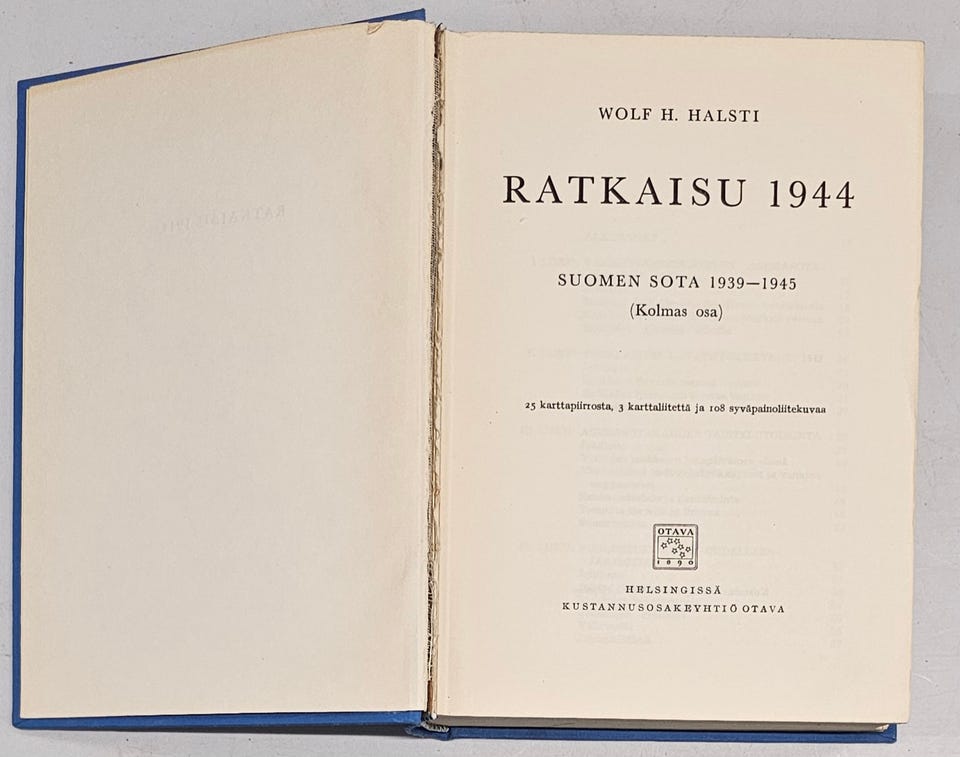 WOLF H. HALSTI
RATKAISU 1944
SUOMEN SOTA 1939—1945
(Kolmas osa)
25 karttapiirrosta, 3 karttaliitettä ja 108 syväpainoliitekuvaa
OTAVA
1890
HELSINGISSÄ
KUSTANNUSOSAKEYHTIÖ OTAVA